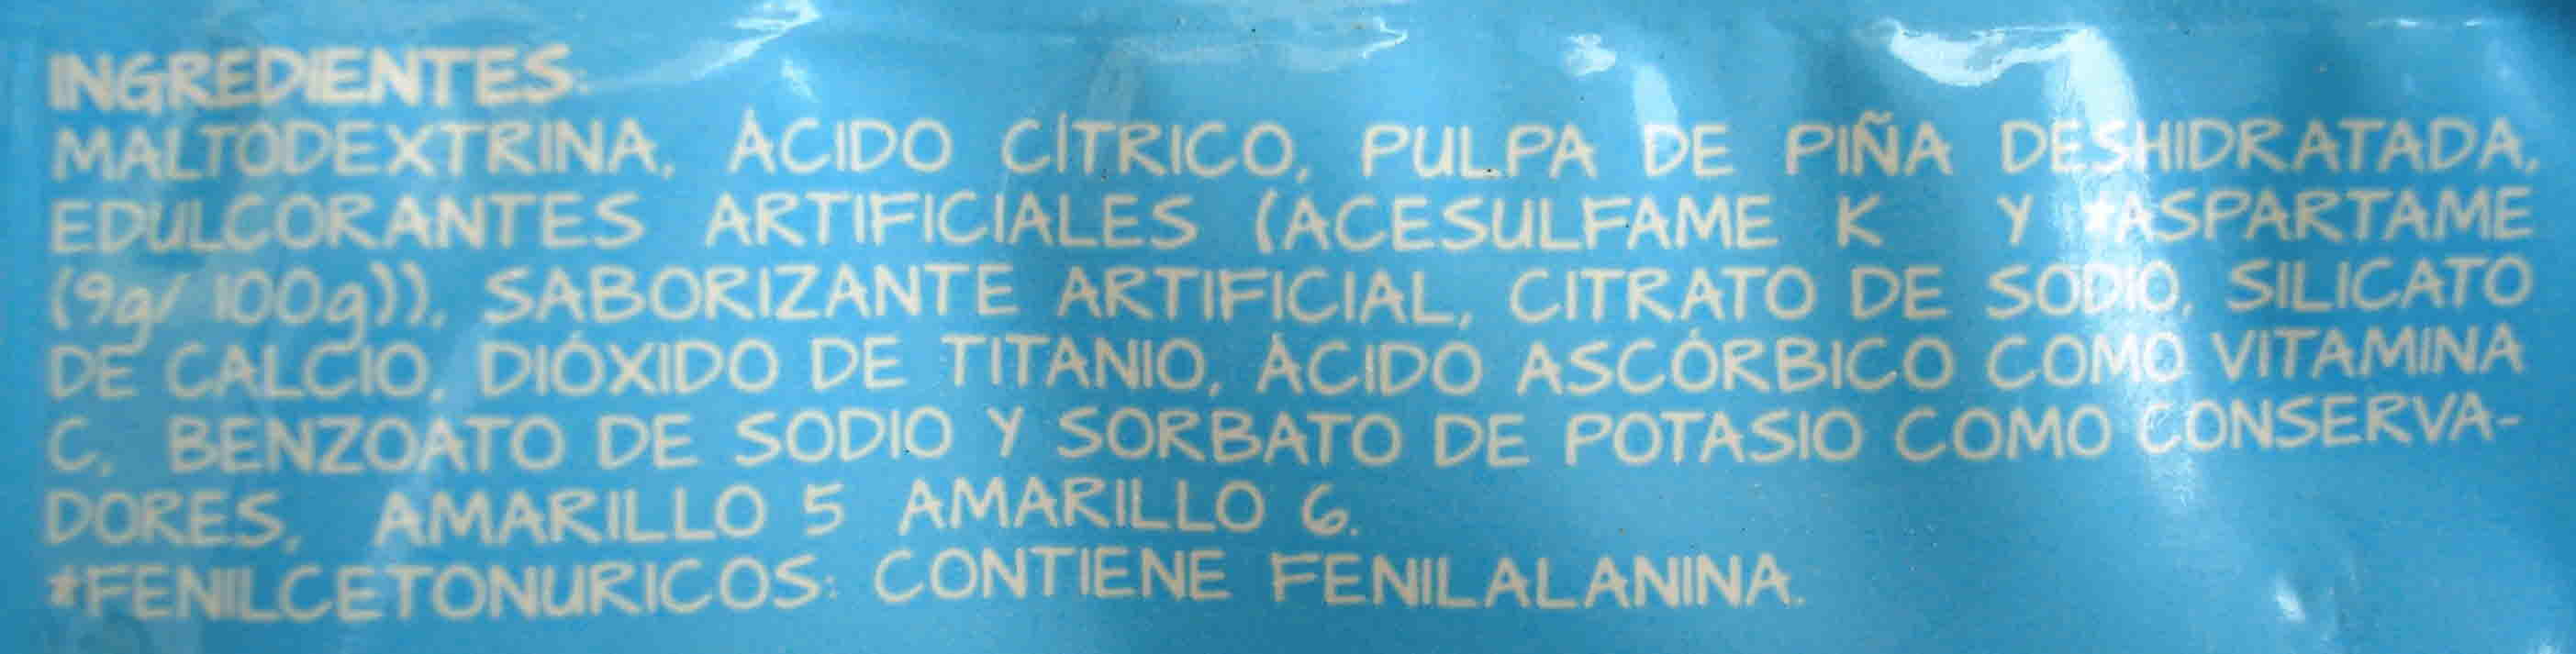 INGREDIENTES:
MALTODEXTRINA, ÁCIDO CÍTRICO, PULPA DE PIÑA DESHIDRATADA,
EDULCORANTES ARTIFICIALES (ACESULFAME K Y *ASPARTAME
(9g/ 100g)), SABORIZANTE ARTIFICIAL, CITRATO DE SODIO, SILICATO
DE CALCIO, DIÓXIDO DE TITANIO, ÁCIDO ASCÓRBICO COMO VITAMINA
C, BENZOATO DE SODIO Y SORBATO DE POTASIO COMO CONSERVA-
DORES, AMARILLO 5 AMARILLO 6.
*FENILCETONURICOS: CONTIENE FENILALANINA.